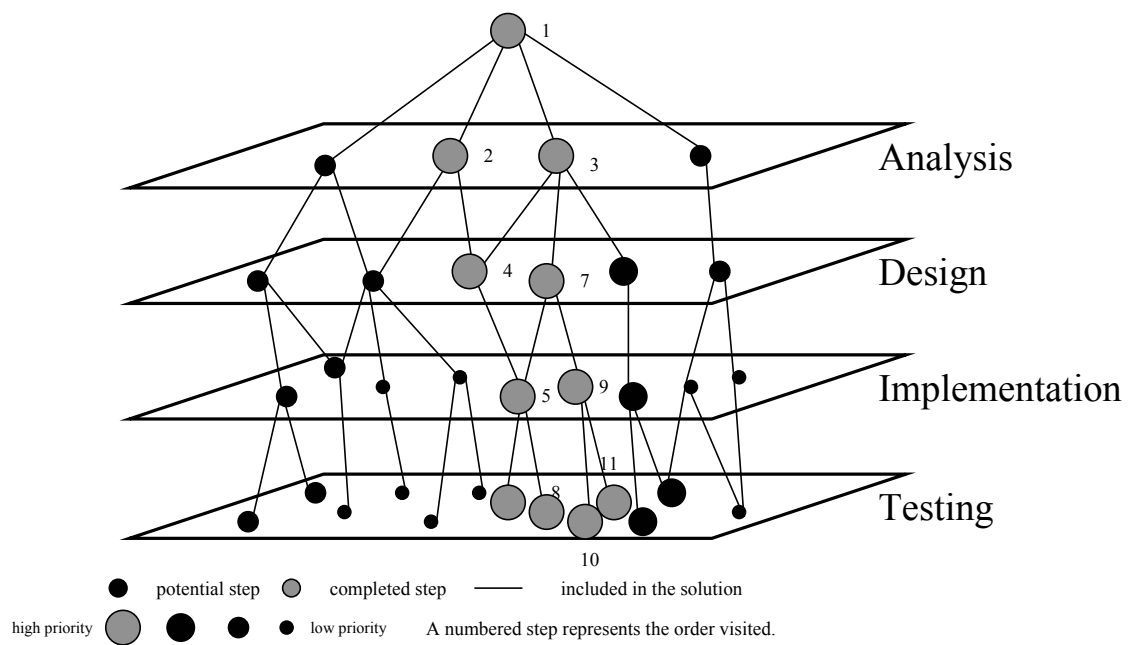 1
2
3
Analysis
4
7
Design
5
9
Implementation
11
8
Testing
10
potential step completed step included in the solution
high priority low priority A numbered step represents the order visited.